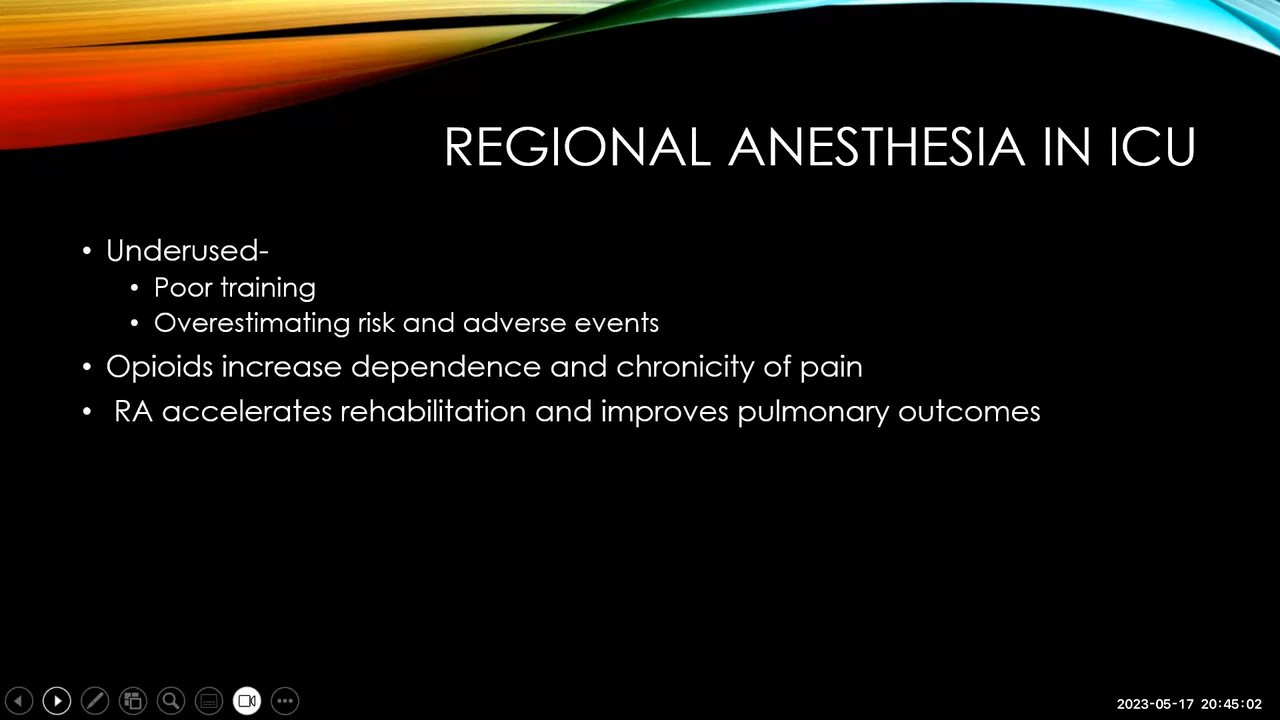 REGIONAL ANESTHESIA IN ICU
• Underused-
• Poor training
• Overestimating risk and adverse events
• Opioids increase dependence and chronicity of pain
• RA accelerates rehabilitation and improves pulmonary outcomes
2023-05-17 20:45:02